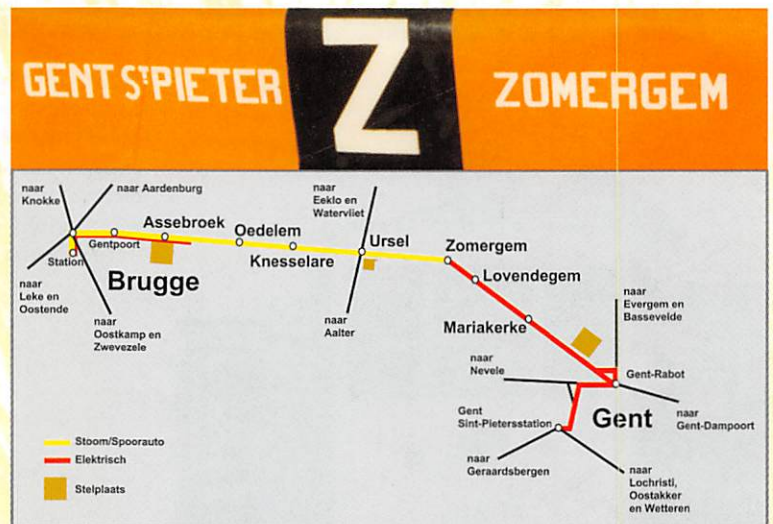 GENT ST PIETER
Z
ZOMERGEM
naar
Knokke
naar Aardenburg
naar
Eeklo en
Watervliet
Assebroek
Oedelem
Ursel
Zomergem
Gentpoort
Knesselare
Station
Brugge
Lovendegem
naar
Leke en
Oostende
naar
Oostkamp en
Zwevezele
naar
Aalter
Mariakerke
naar
Evergem en
Bassevelde
naar
Nevele
Gent-Rabot
Gent
Sint-Pietersstation
Gent
naar
Gent-Dampoort
naar
Geraardsbergen
naar
Lochristi,
Oostakker
en Wetteren
Stoom/Spoorauto
Elektrisch
Stelplaats